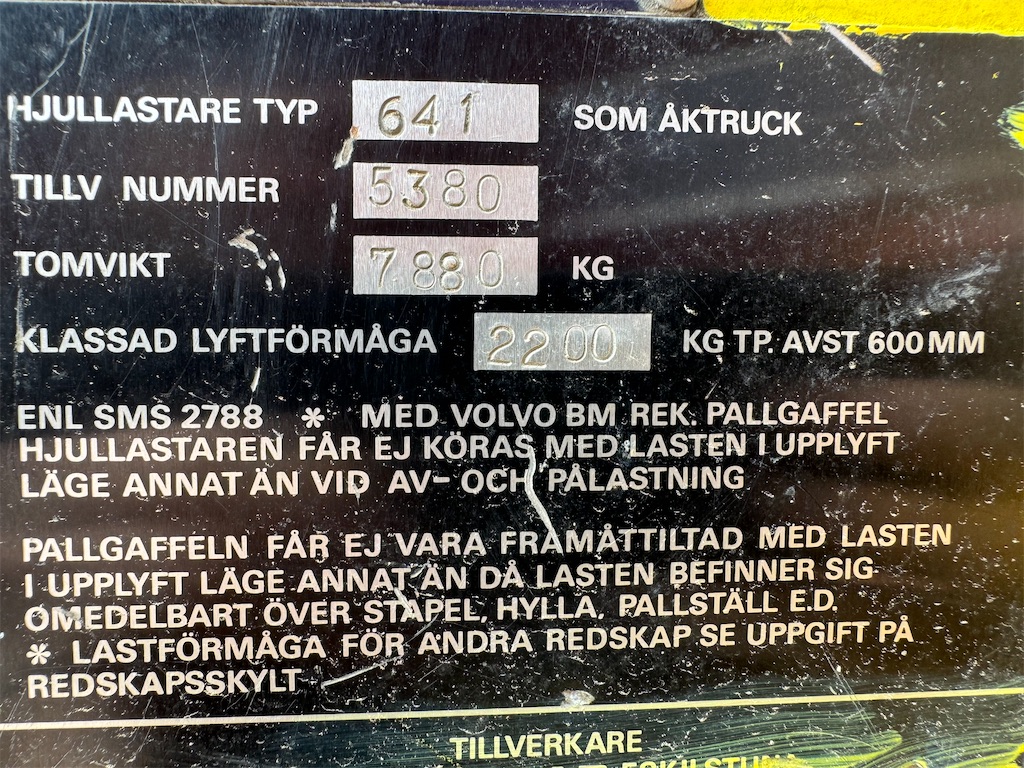 HJULLASTARE TYP 641 SOM ÅKTRUCK
TILLV NUMMER 5380
TOMVIKT 7880 KG
KLASSAD LYFTFÖRMÅGA 2200 KG TP. AVST 600 MM
ENL SMS 2788 * MED VOLVO BM REK. PALLGAFFEL
HJULLASTAREN FÅR EJ KÖRAS MED LASTEN I UPPLYFT
LÄGE ANNAT ÄN VID AV- OCH PÅLASTNING
PALLGAFFELN FÅR EJ VARA FRAMÅTTILTAD MED LASTEN
I UPPLYFT LÄGE ANNAT ÄN DÅ LASTEN BEFINNER SIG
OMEDELBART ÖVER STAPEL, HYLLA, PALLSTÄLL E.D.
* LASTFÖRMÅGA FÖR ANDRA REDSKAP SE UPPGIFT PÅ
REDSKAPSSKYLT
TILLVERKARE